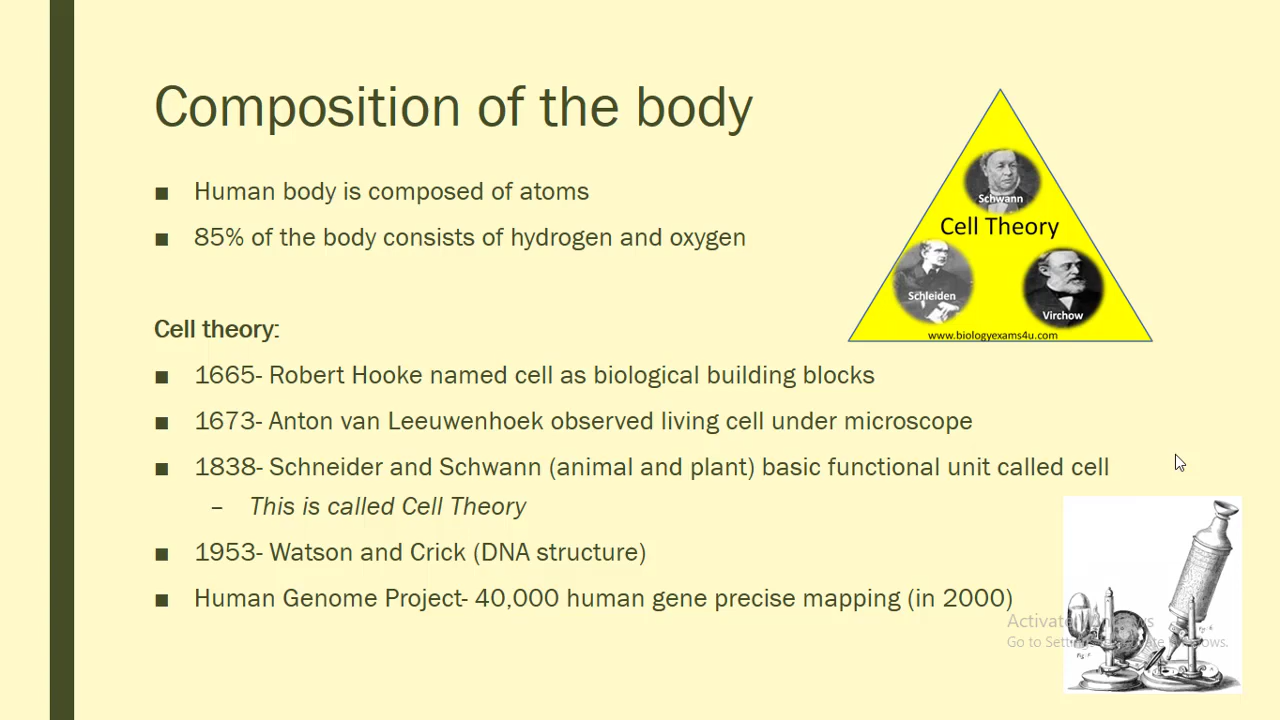 Composition of the body
■ Human body is composed of atoms
■ 85% of the body consists of hydrogen and oxygen
Schwann
Cell Theory
Schleiden
Virchow
www.biologyexams4u.com
Cell theory:
■ 1665- Robert Hooke named cell as biological building blocks
■ 1673- Anton van Leeuwenhoek observed living cell under microscope
■ 1838- Schneider and Schwann (animal and plant) basic functional unit called cell
– This is called Cell Theory
■ 1953- Watson and Crick (DNA structure)
■ Human Genome Project- 40,000 human gene precise mapping (in 2000)
Activate Windows
Go to Settings to activate Windows.